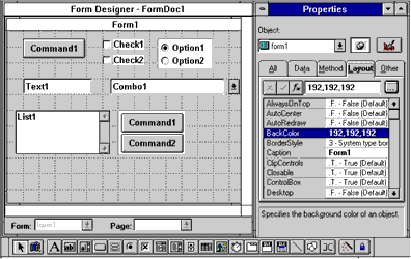 Form Designer - FormDoc1
Form1
Command1
Check1
Check2
Option1
Option2
Text1
Combo1
List1
Command1
Command2
Form: form1
Page:
Properties
Object:
form1
All
Data
Methods
Layout
Other
192,192,192
AlwaysOnTop .F. - False (Default)
AutoCenter .F. - False (Default)
AutoRedraw .F. - False (Default)
BackColor 192,192,192
BorderStyle 3 - System type bor
Caption Form1
ClipControls .T. - True (Default)
Closable .T. - True (Default)
ControlBox .T. - True (Default)
Desktop .F. - False (Default)
Specifies the background color of an object.